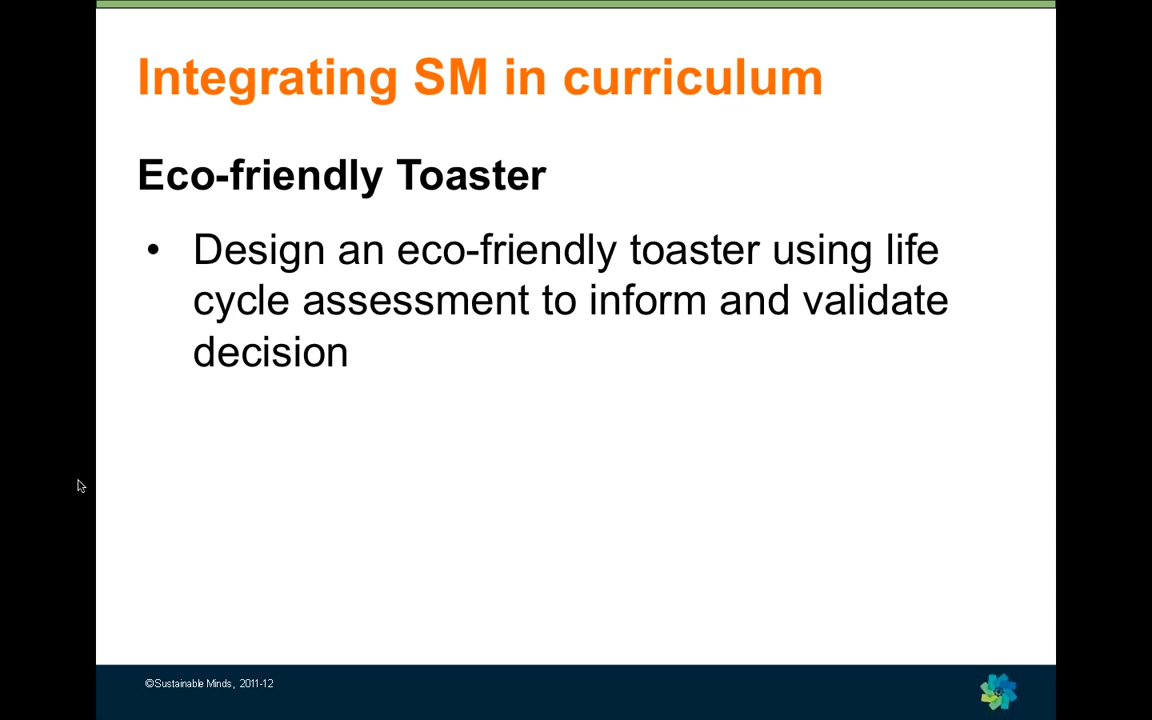 Integrating SM in curriculum
Eco-friendly Toaster
• Design an eco-friendly toaster using life
cycle assessment to inform and validate
decision
©Sustainable Minds, 2011-12